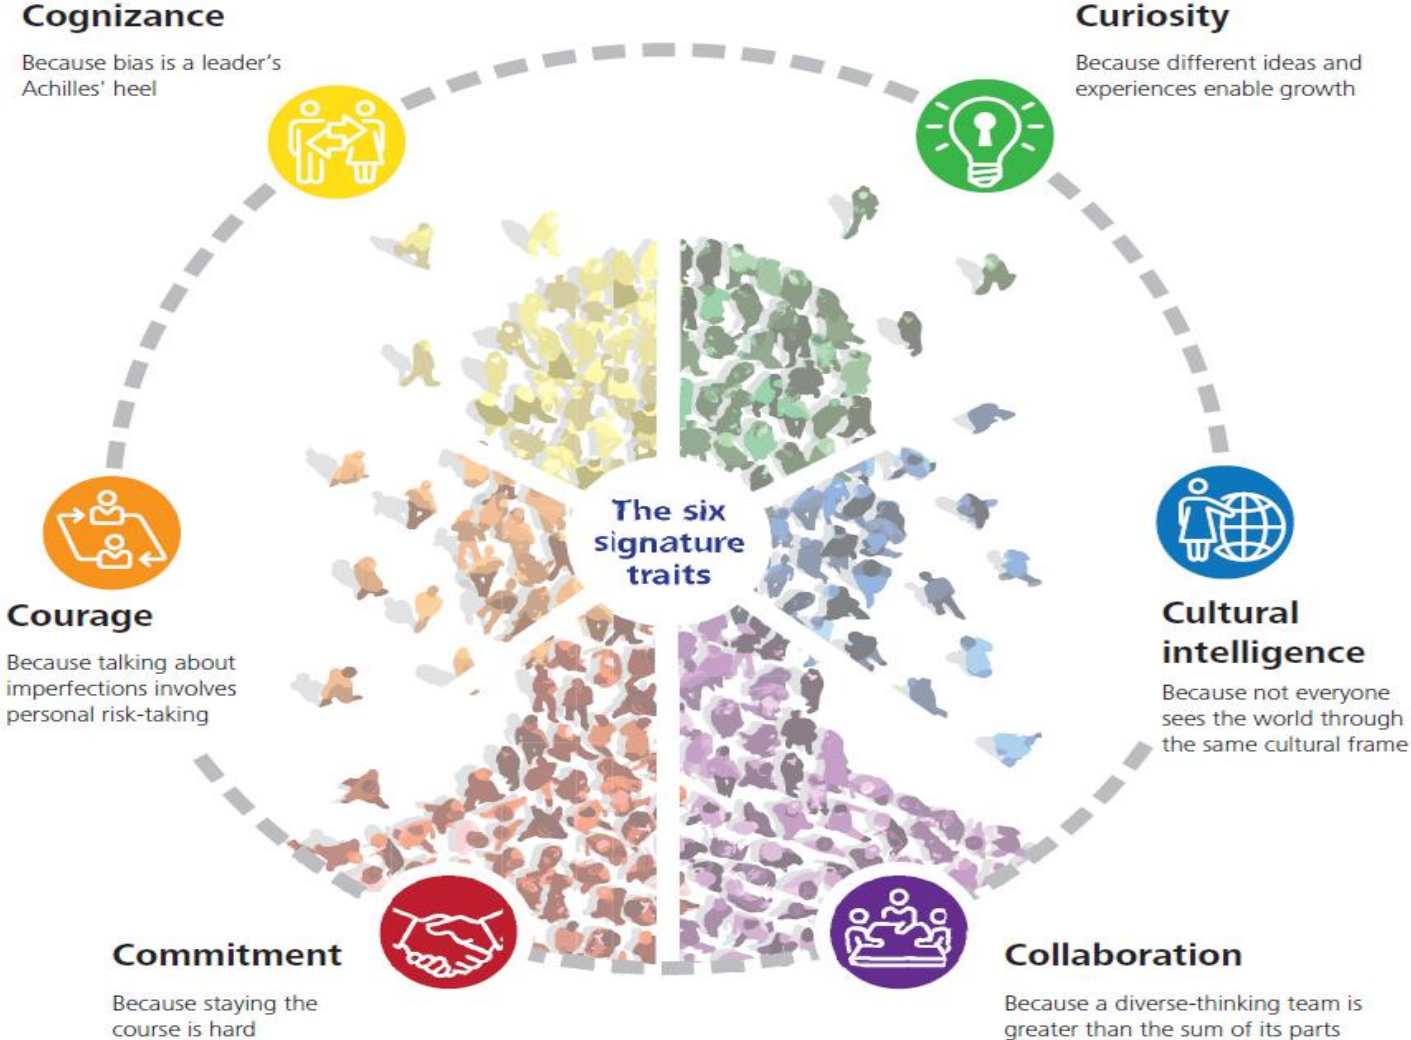 Cognizance
Because bias is a leader's
Achilles' heel
Curiosity
Because different ideas and
experiences enable growth
The six
signature
traits
Courage
Because talking about
imperfections involves
personal risk-taking
Cultural
intelligence
Because not everyone
sees the world through
the same cultural frame
Commitment
Because staying the
course is hard
Collaboration
Because a diverse-thinking team is
greater than the sum of its parts